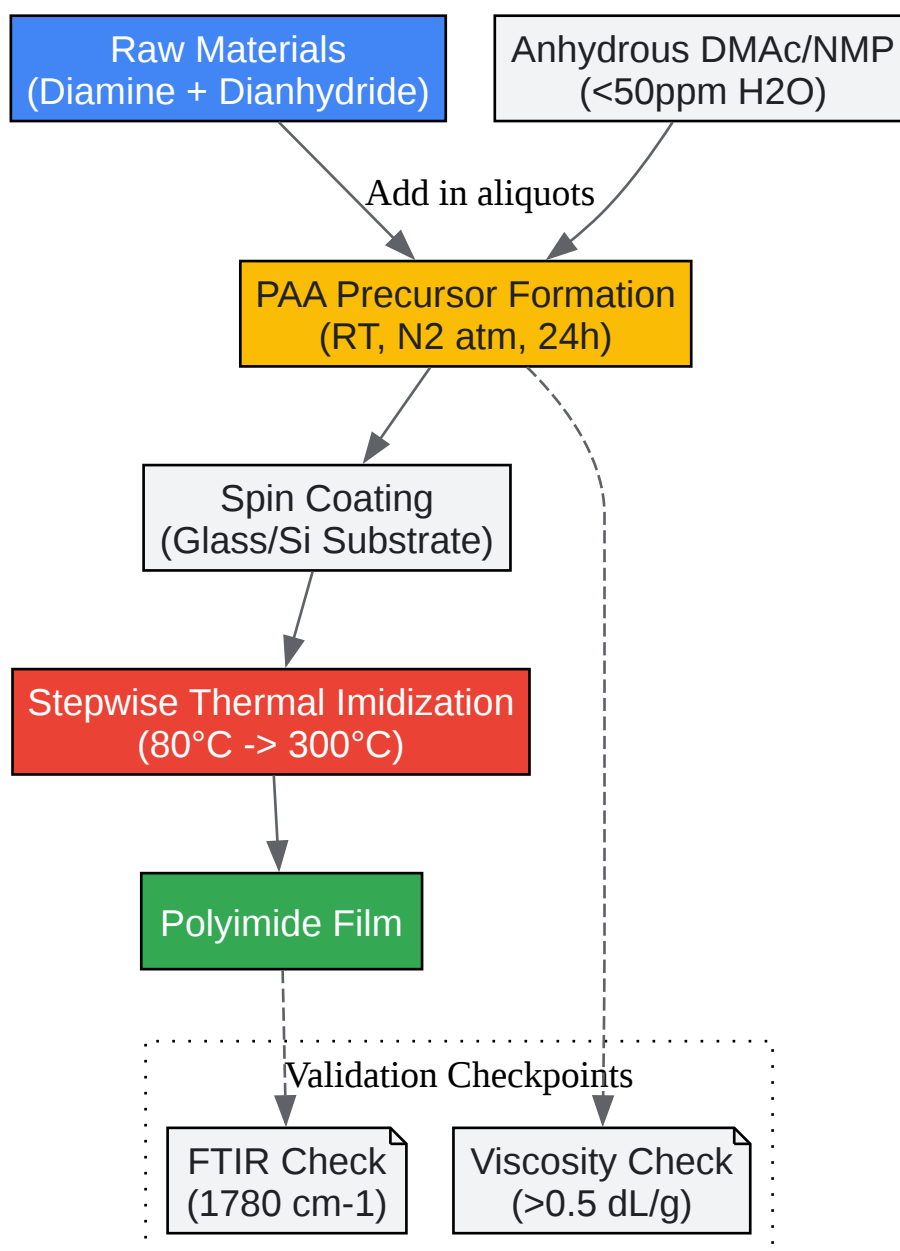 Raw Materials
(Diamine + Dianhydride)
Anhydrous DMAc/NMP
(<50ppm H2O)
Add in aliquots
PAA Precursor Formation
(RT, N2 atm, 24h)
Spin Coating
(Glass/Si Substrate)
Stepwise Thermal Imidization
(80°C -> 300°C)
Polyimide Film
Validation Checkpoints
FTIR Check
(1780 cm-1)
Viscosity Check
(>0.5 dL/g)